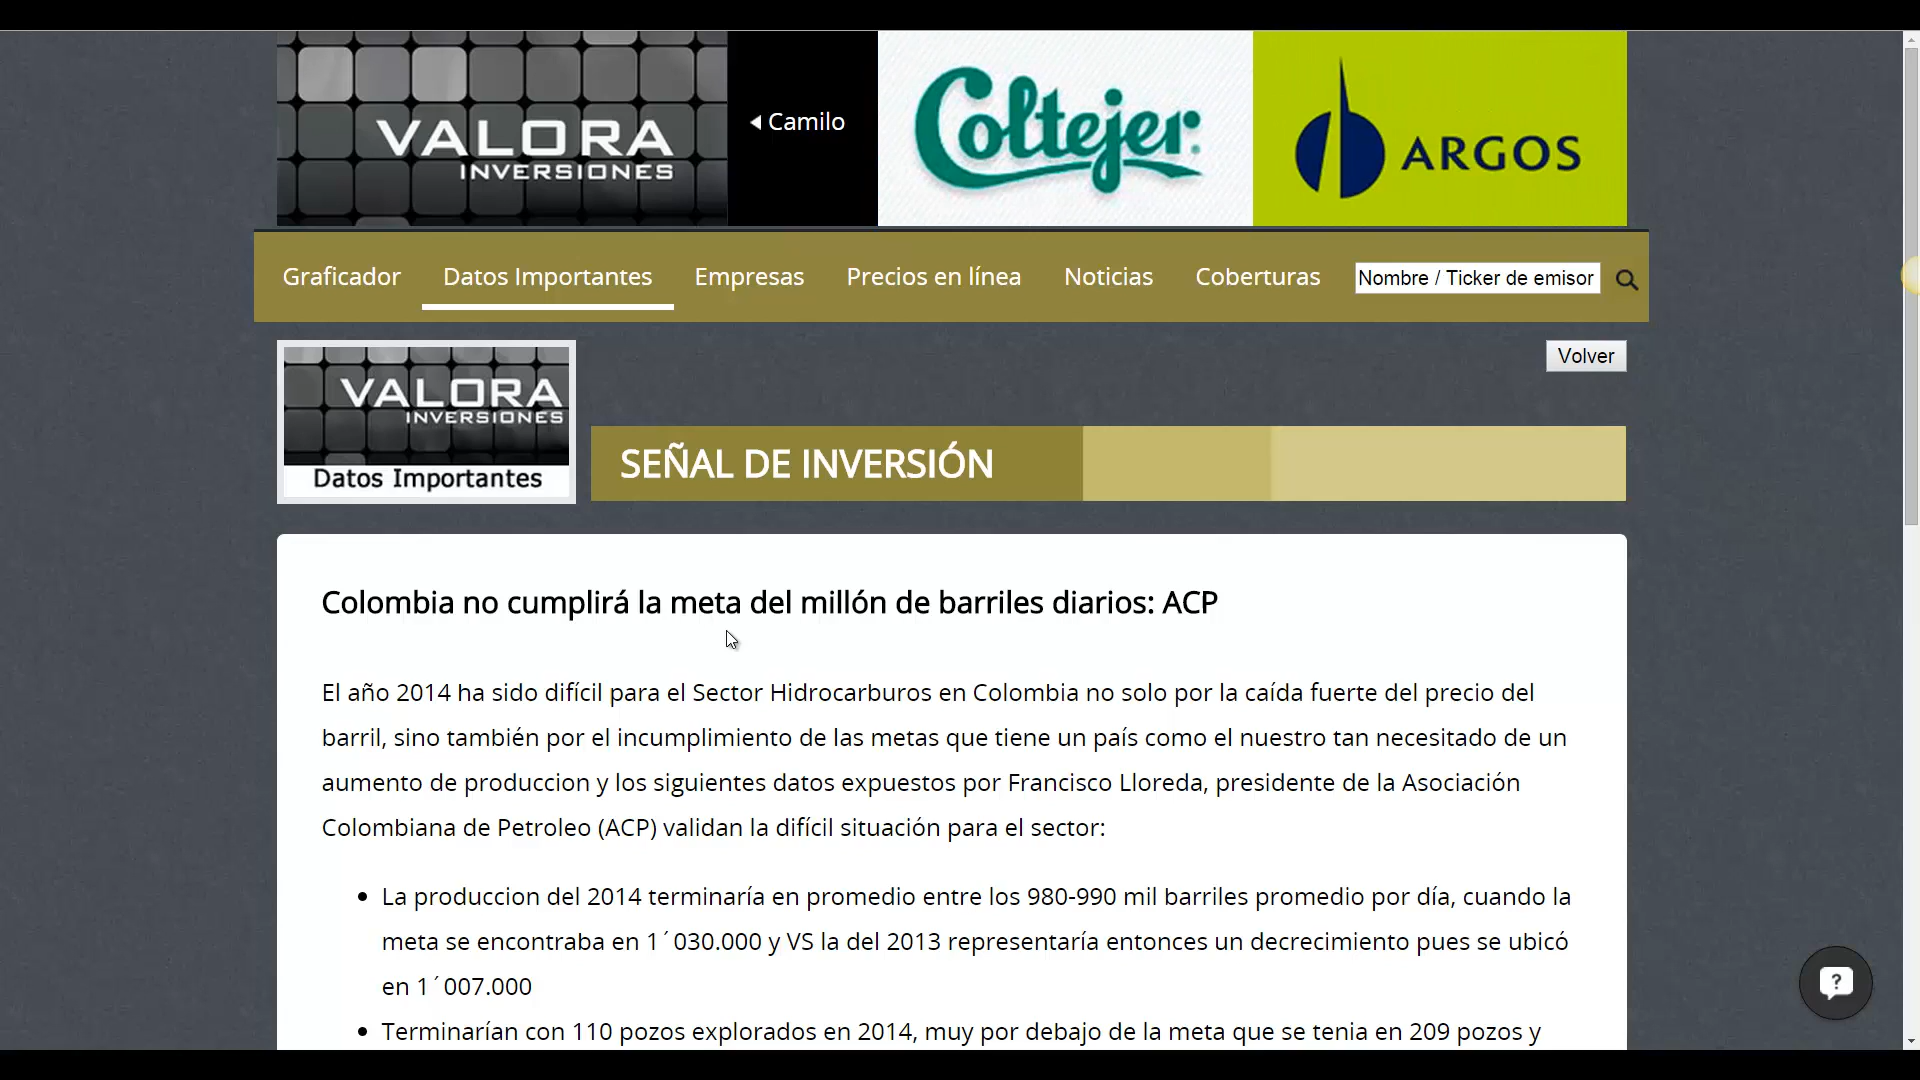 VALORA
INVERSIONES
Camilo
Coltejer
ARGOS
Graficador Datos Importantes Empresas Precios en línea Noticias Coberturas Nombre / Ticker de emisor
Volver
VALORA
INVERSIONES
Datos Importantes
SEÑAL DE INVERSIÓN
Colombia no cumplirá la meta del millón de barriles diarios: ACP
El año 2014 ha sido difícil para el Sector Hidrocarburos en Colombia no solo por la caída fuerte del precio del
barril, sino también por el incumplimiento de las metas que tiene un país como el nuestro tan necesitado de un
aumento de produccion y los siguientes datos expuestos por Francisco Lloreda, presidente de la Asociación
Colombiana de Petroleo (ACP) validan la difícil situación para el sector:
• La produccion del 2014 terminaría en promedio entre los 980-990 mil barriles promedio por día, cuando la
meta se encontraba en 1´030.000 y VS la del 2013 representaría entonces un decrecimiento pues se ubicó
en 1´007.000
• Terminarían con 110 pozos explorados en 2014, muy por debajo de la meta que se tenia en 209 pozos y